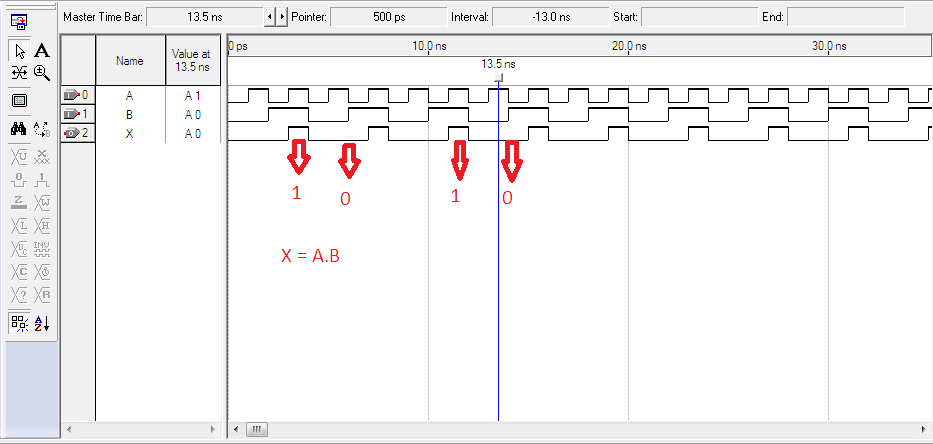 Master Time Bar: 13.5 ns Pointer: 500 ps Interval: -13.0 ns Start: End:
Name Value at 13.5 ns
0 ps 10.0 ns 20.0 ns 30.0 ns
13.5 ns
0 A A 1
1 B A 0
2 X A 0
1 0 1 0
X = A.B